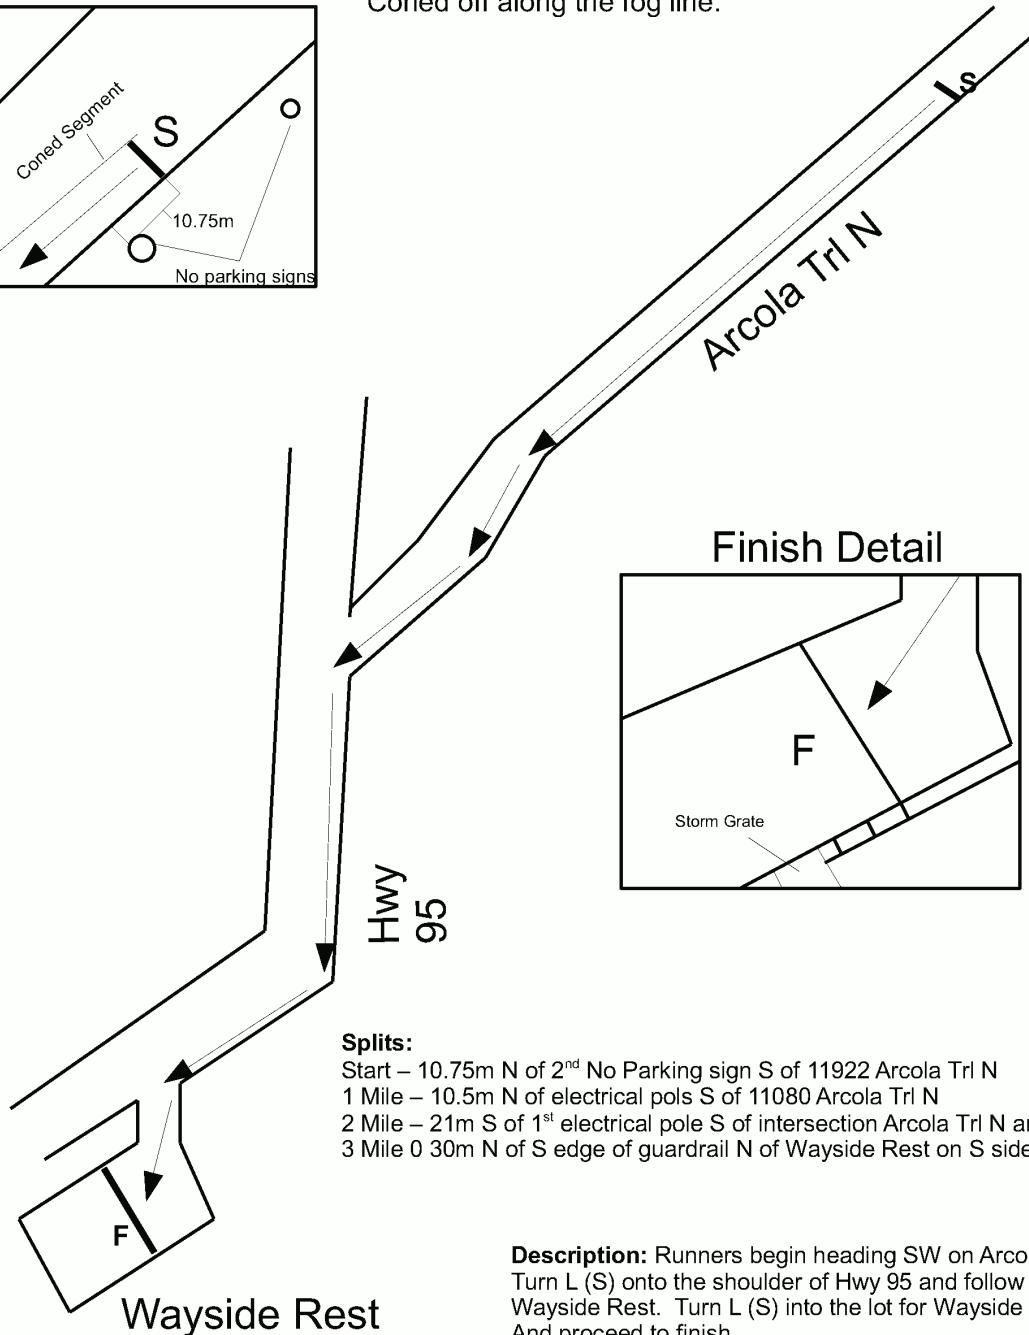 Coned off along the fog line.
Coned Segment
S
10.75m
No parking signs
S
Arcola Trl N
Finish Detail
F
Storm Grate
Hwy
95
Splits:
Start – 10.75m N of 2nd No Parking sign S of 11922 Arcola Trl N
1 Mile – 10.5m N of electrical pols S of 11080 Arcola Trl N
2 Mile – 21m S of 1st electrical pole S of intersection Arcola Trl N
3 Mile 0 30m N of S edge of guardrail N of Wayside Rest on S side
F
Wayside Rest
Description: Runners begin heading SW on Arco
Turn L (S) onto the shoulder of Hwy 95 and follow
Wayside Rest. Turn L (S) into the lot for Wayside
And proceed to finish